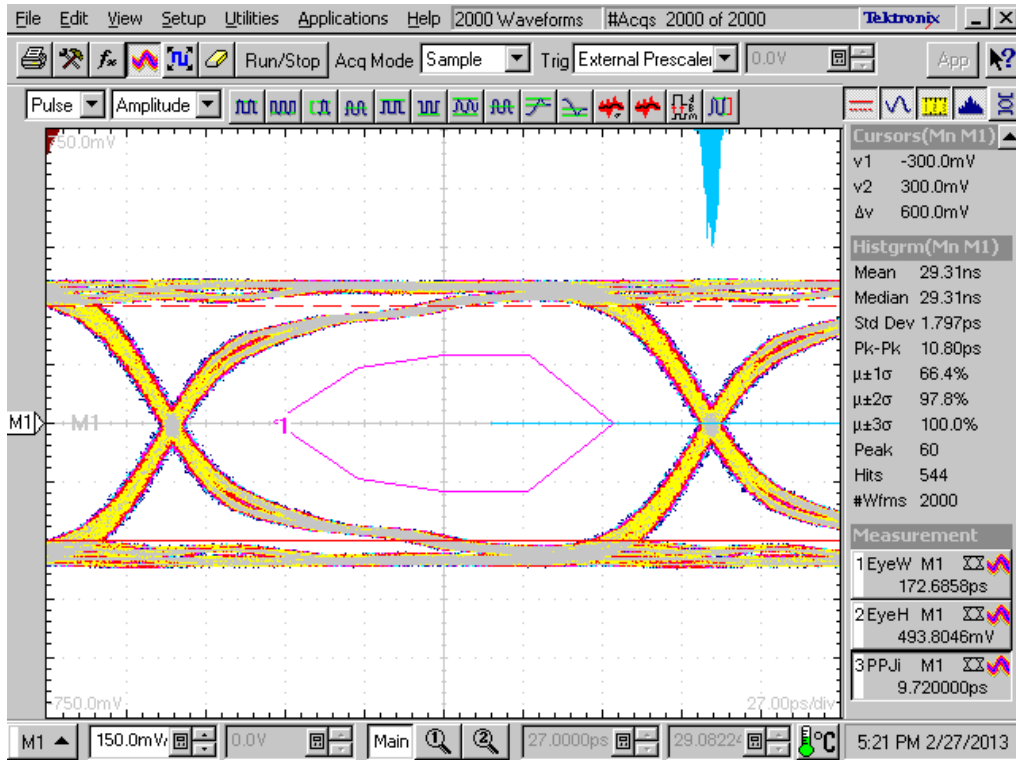 File Edit View Setup Utilities Applications Help 2000 Waveforms #Acqs 2000 of 2000 Tektronix
Run/Stop Acq Mode Sample Trig External Prescaler 0.0V App
Pulse Amplitude
750.0mV
M1
M1
1
-750.0mV
27.00ps/div
Cursors(Mn M1)
v1 -300.0mV
v2 300.0mV
Δv 600.0mV
Histgrm(Mn M1)
Mean 29.31ns
Median 29.31ns
Std Dev 1.797ps
Pk-Pk 10.80ps
µ±1σ 66.4%
µ±2σ 97.8%
µ±3σ 100.0%
Peak 60
Hits 544
#Wfms 2000
Measurement
1 EyeW M1
172.6858ps
2 EyeH M1
493.8046mV
3 PPJi M1
9.720000ps
M1 150.0mV/ 0.0V Main 1 2 27.0000ps 29.0822 °C 5:21 PM 2/27/2013